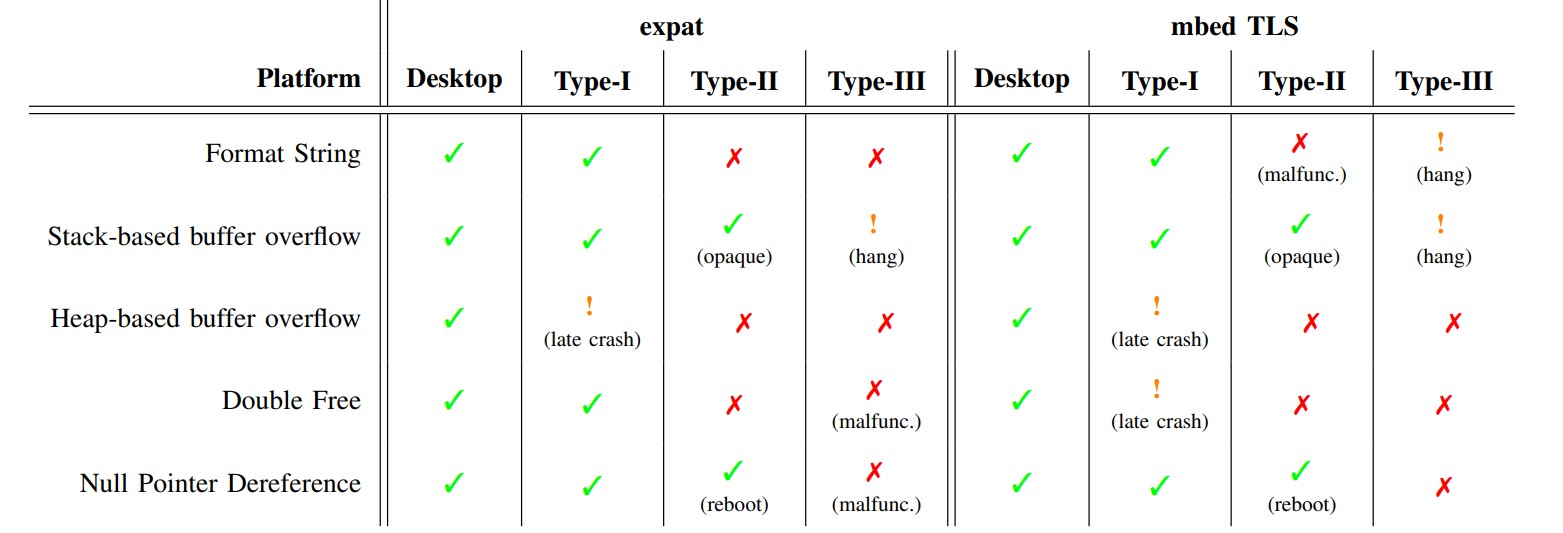 expat mbed TLS
Platform Desktop Type-I Type-II Type-III Desktop Type-I Type-II Type-III
Format String ✓ ✓ ✗ ✗ ✓ ✓ ✗ (malfunc.) ! (hang)
Stack-based buffer overflow ✓ ✓ ✓ (opaque) ! (hang) ✓ ✓ ✓ (opaque) ! (hang)
Heap-based buffer overflow ✓ ! (late crash) ✗ ✗ ✓ ! (late crash) ✗ ✗
Double Free ✓ ✓ ✗ ✗ (malfunc.) ✓ ! (late crash) ✗ ✗
Null Pointer Dereference ✓ ✓ ✓ (reboot) ✗ (malfunc.) ✓ ✓ ✓ (reboot) ✗